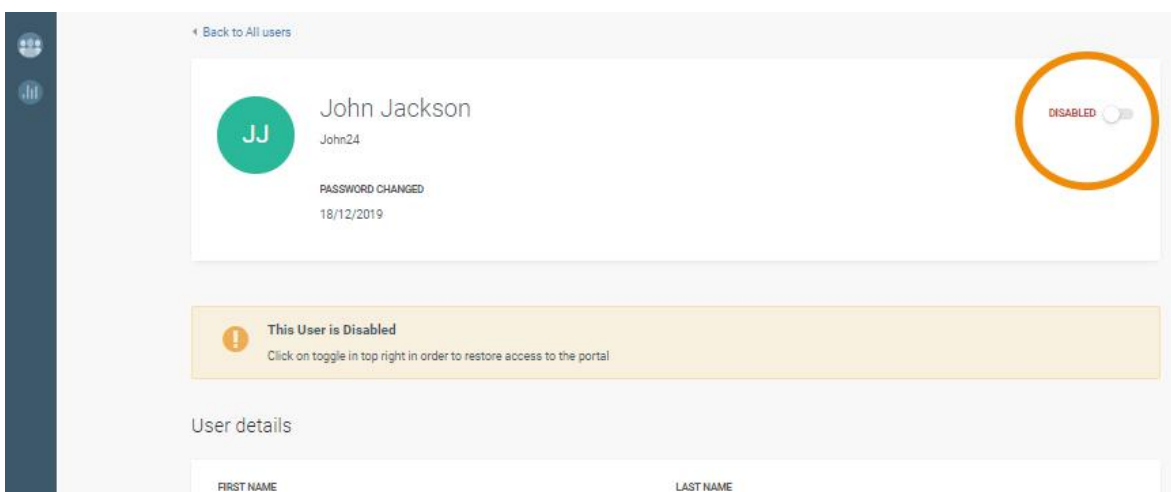 Back to All users
JJ
John Jackson
John24
DISABLED
PASSWORD CHANGED
18/12/2019
This User is Disabled
Click on toggle in top right in order to restore access to the portal
User details
FIRST NAME
LAST NAME